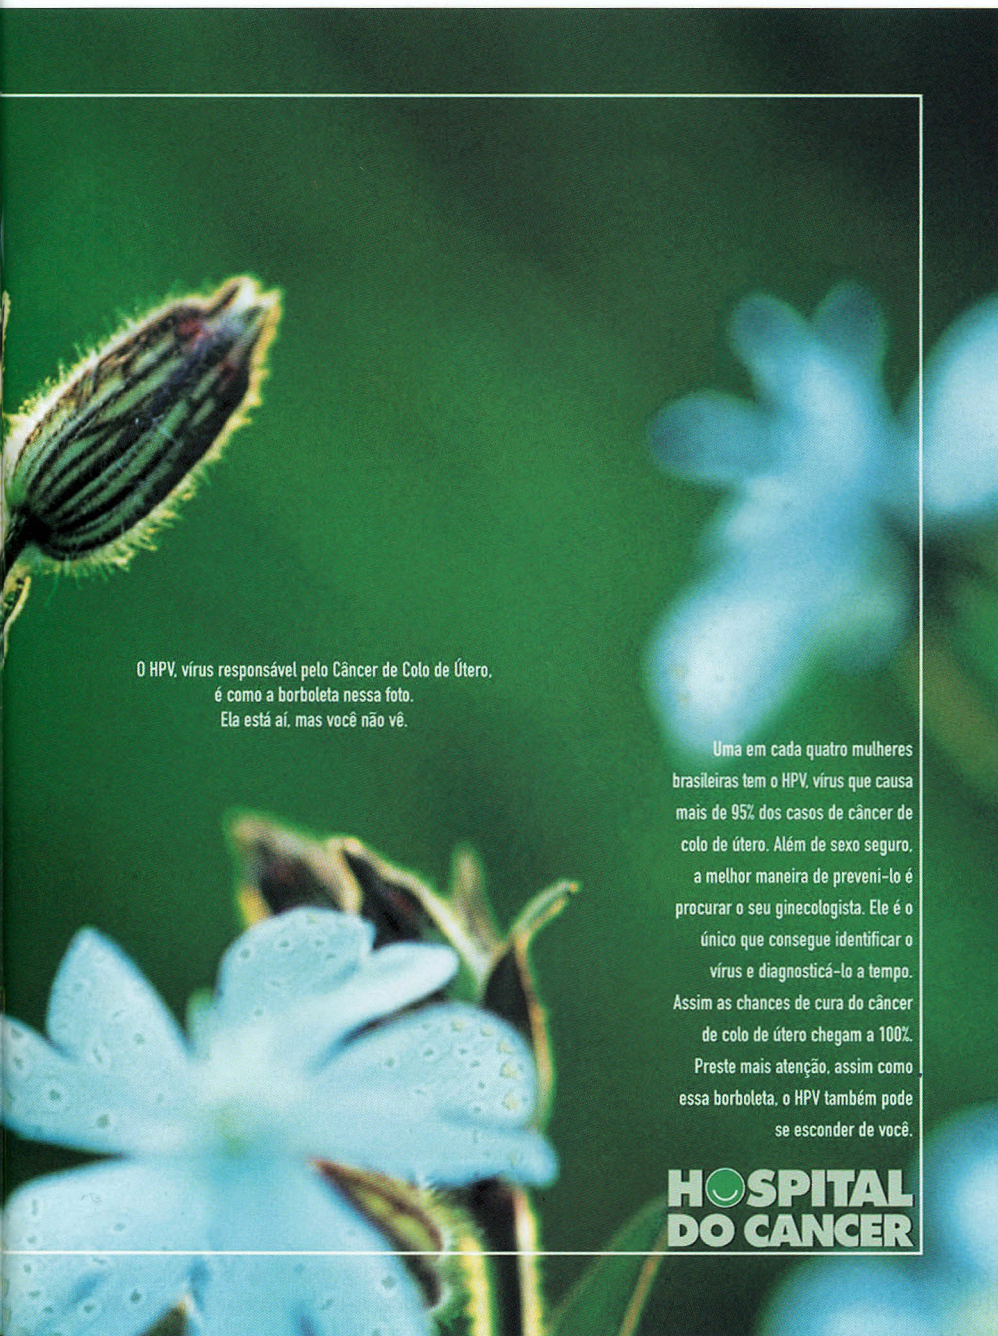 O HPV, vírus responsável pelo Câncer de Colo de Útero,
é como a borboleta nessa foto.
Ela está aí, mas você não vê.
Uma em cada quatro mulheres
brasileiras tem o HPV, vírus que causa
mais de 95% dos casos de câncer de
colo de útero. Além de sexo seguro,
a melhor maneira de preveni-lo é
procurar o seu ginecologista. Ele é o
único que consegue identificar o
vírus e diagnosticá-lo a tempo.
Assim as chances de cura do câncer
de colo de útero chegam a 100%.
Preste mais atenção, assim como
essa borboleta, o HPV também pode
se esconder de você.
HOSPITAL
DO CANCER